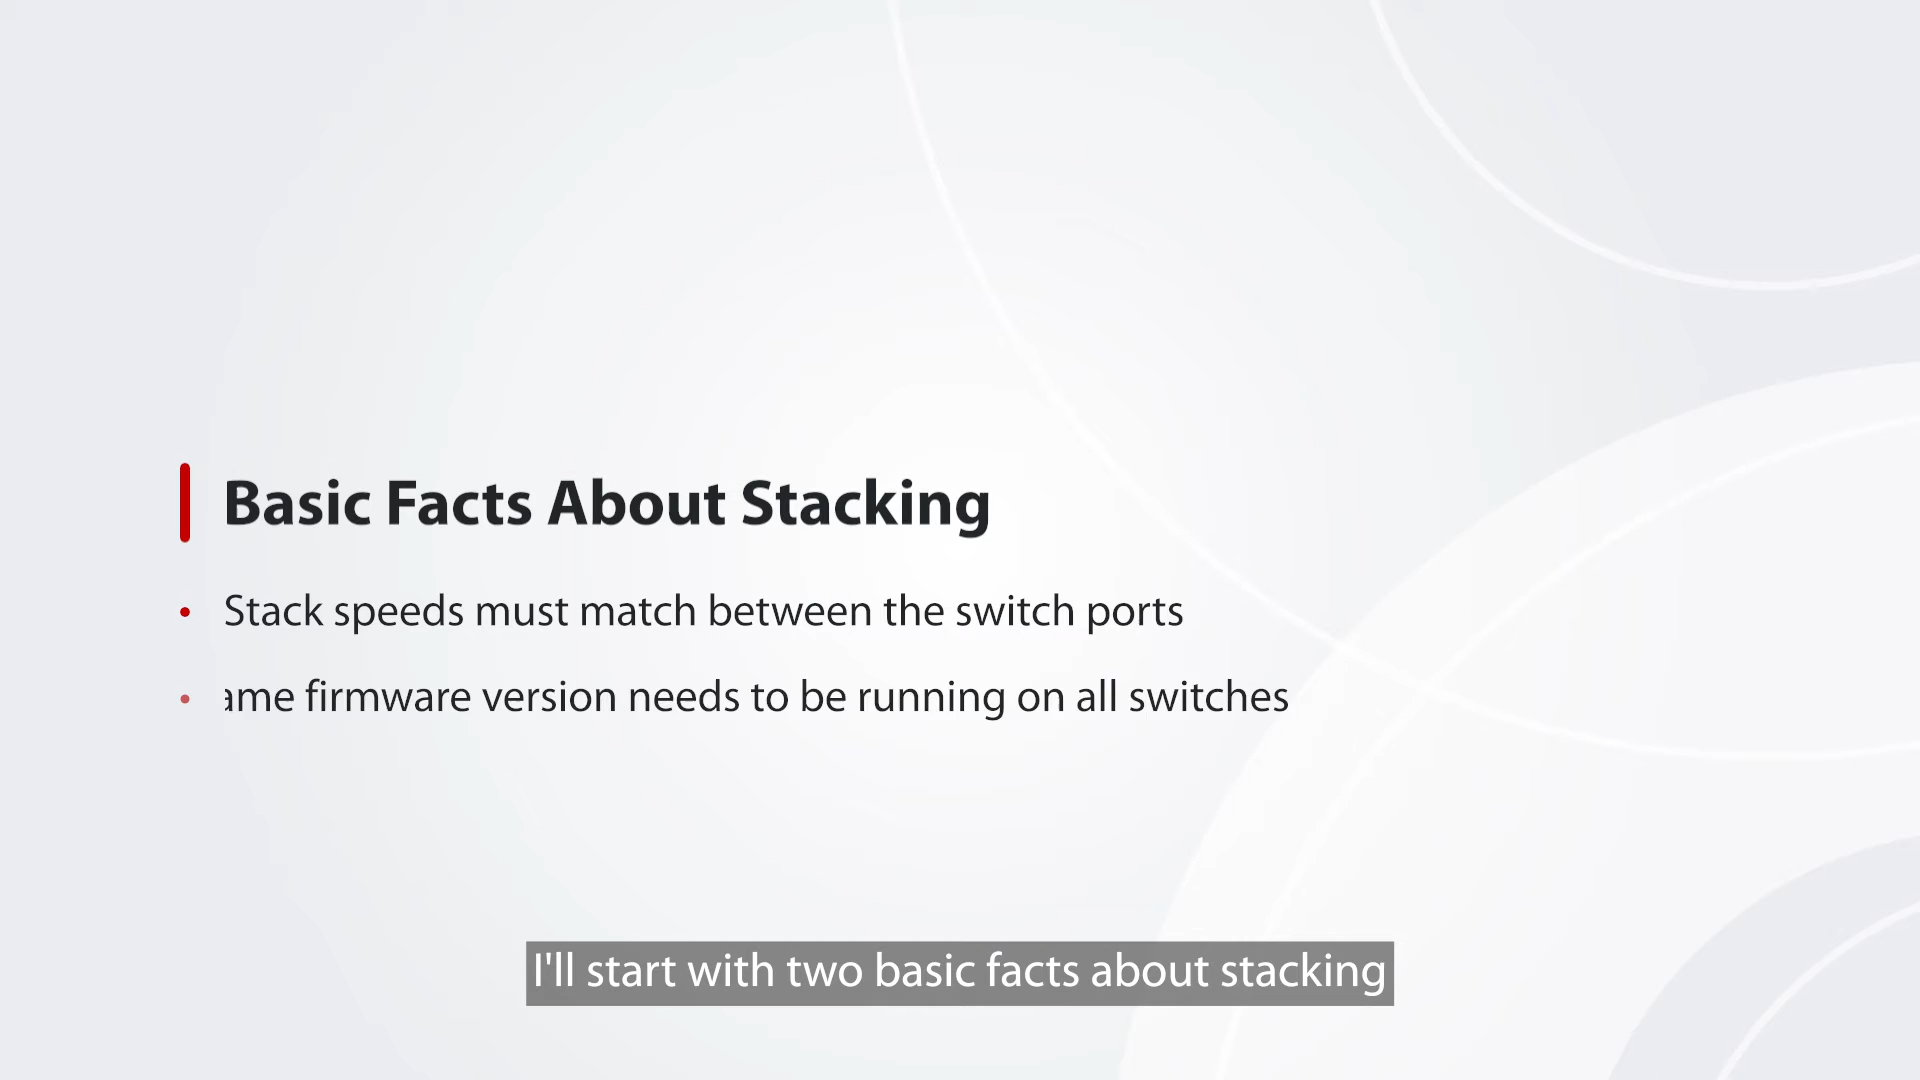 Basic Facts About Stacking
• Stack speeds must match between the switch ports
• ame firmware version needs to be running on all switches
I'll start with two basic facts about stacking